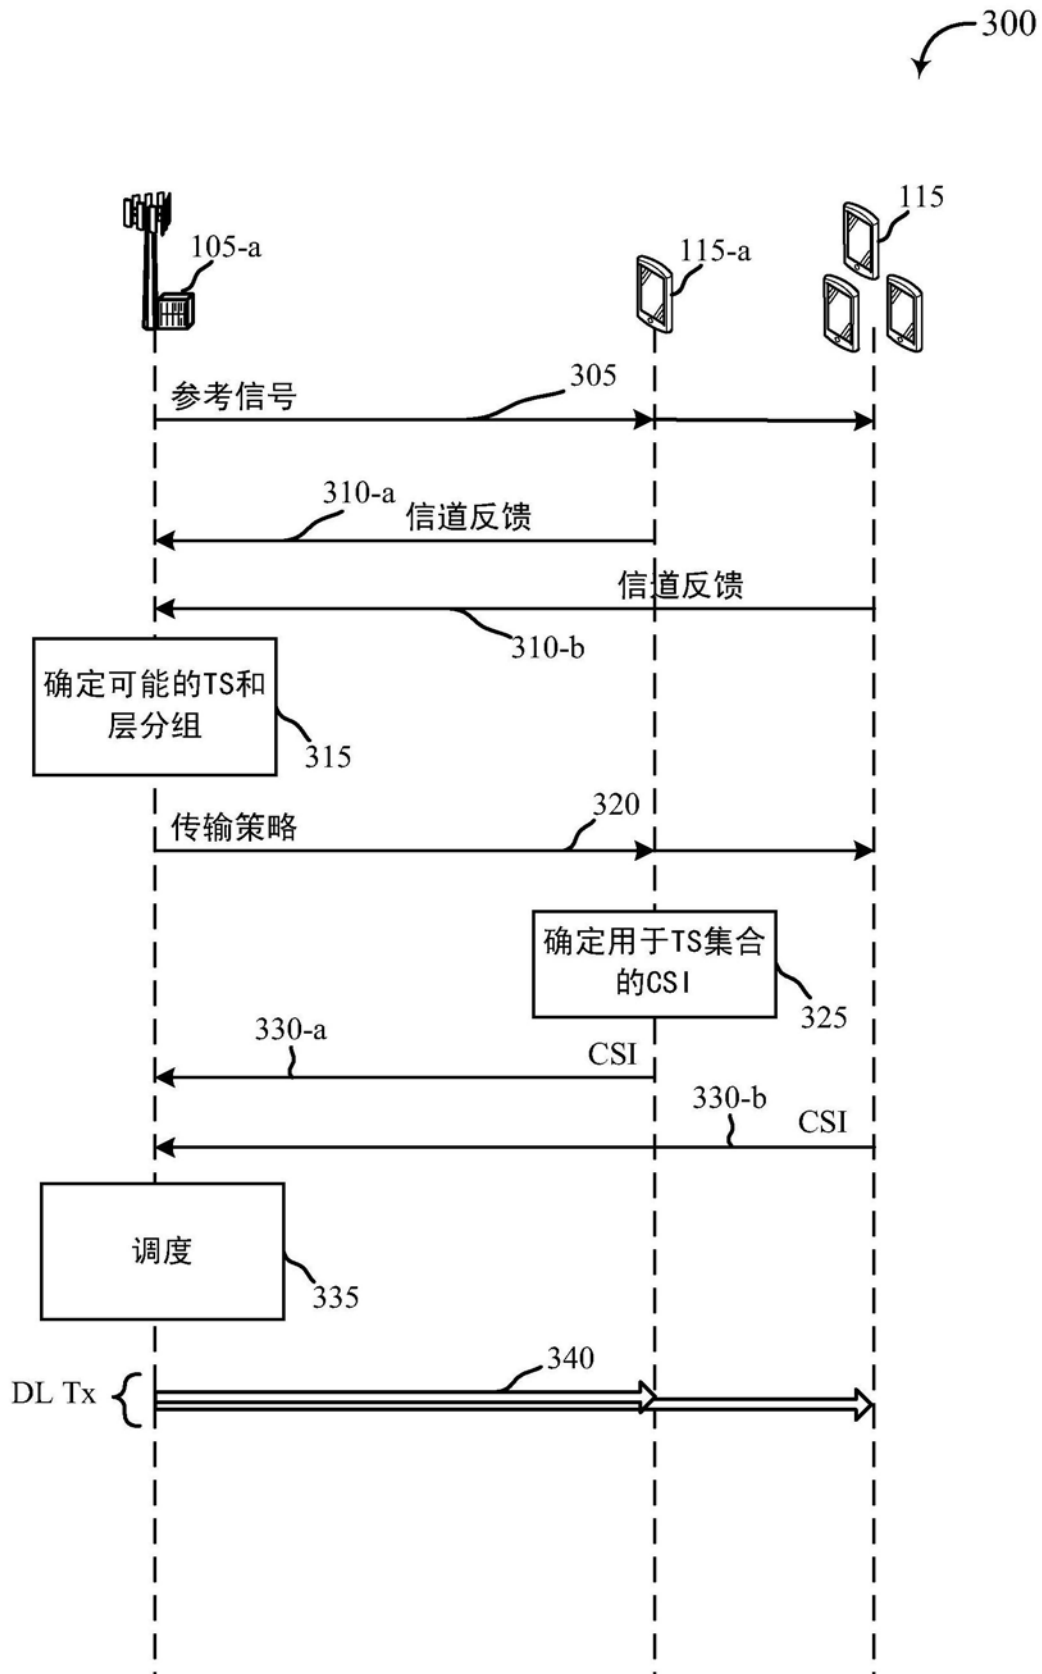 300
115
105-a
115-a
参考信号
305
310-a
信道反馈
信道反馈
310-b
确定可能的TS和
层分组
315
传输策略
320
确定用于TS集合
的CSI
325
330-a
CSI
330-b
CSI
调度
335
340
DL Tx